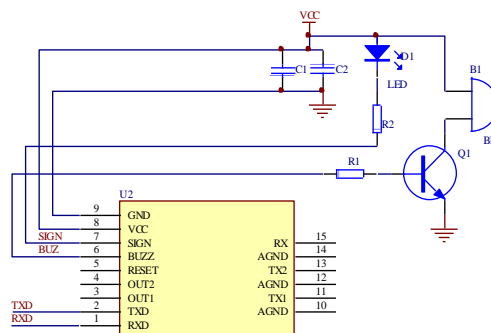 VCC
C1
C2
D1
LED
B1
R2
R1
Q1
U2
9 GND
8 VCC
SIGN 7 SIGN
BUZ 6 BUZZ
5 RESET
4 OUT2
3 OUT1
TXD 2 TXD
RXD 1 RXD
RX 15
AGND 14
TX2 13
AGND 12
TX1 11
AGND 10